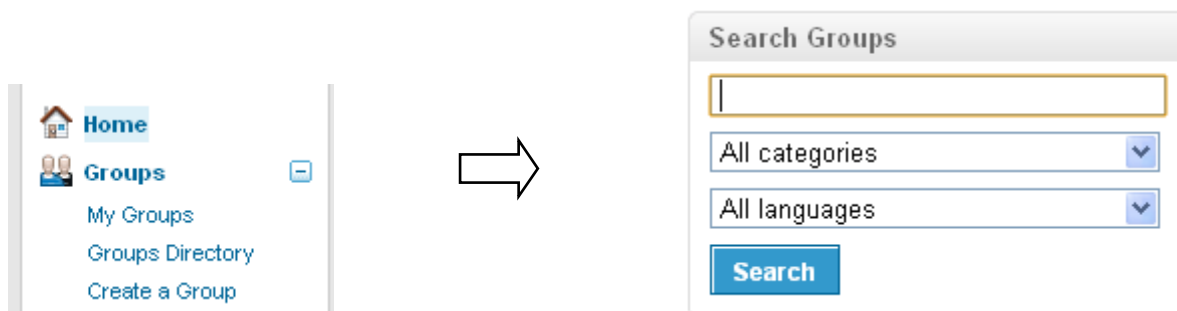 Home
Groups
My Groups
Groups Directory
Create a Group
Search Groups
All categories
All languages
Search